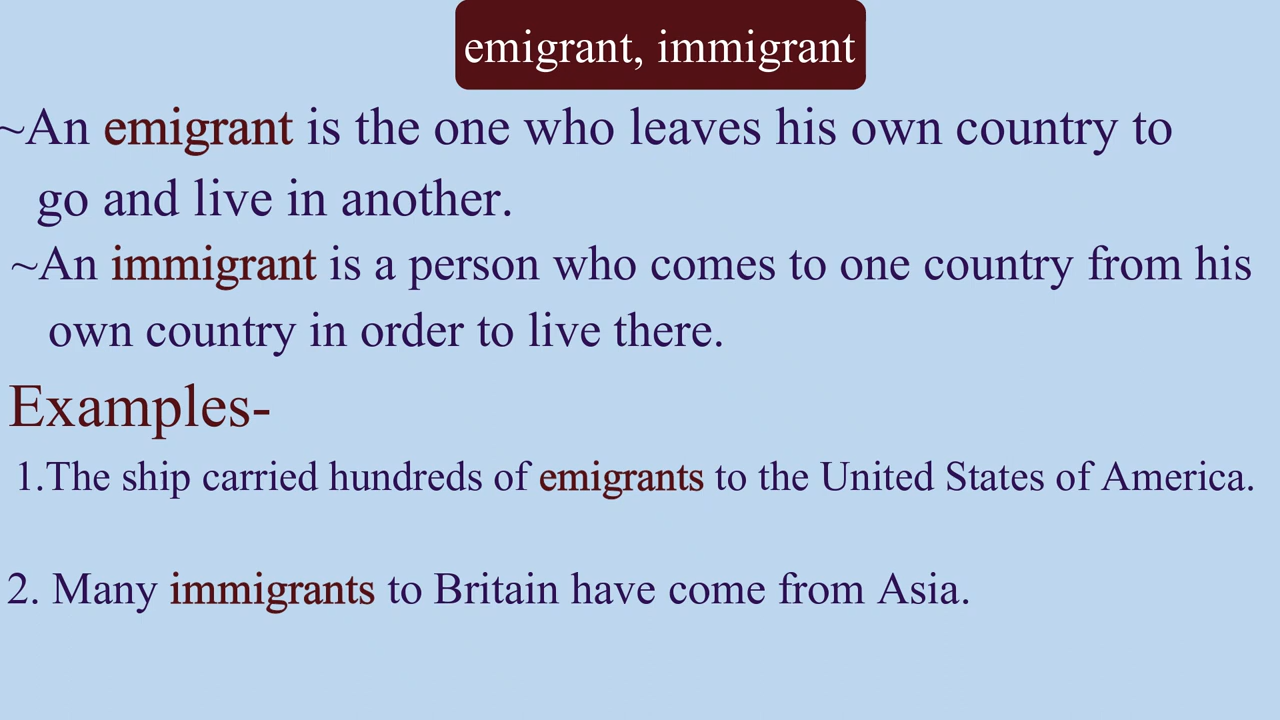 emigrant, immigrant
~An emigrant is the one who leaves his own country to
go and live in another.
~An immigrant is a person who comes to one country from his
own country in order to live there.
Examples-
1.The ship carried hundreds of emigrants to the United States of America.
2. Many immigrants to Britain have come from Asia.